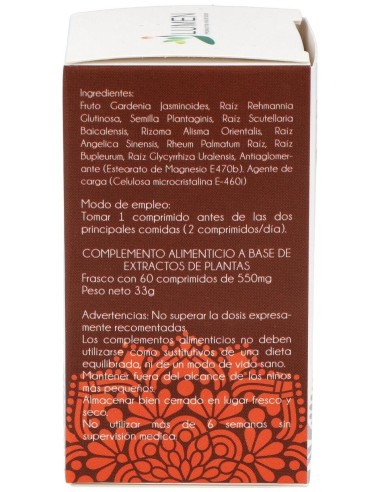 LUMEN
Ingredientes:
Fruto Gardenia Jasminoides, Raíz Rehmannia
Glutinosa, Semilla Plantaginis, Raíz Scutellaria
Baicalensis, Rizoma Alisma Orientalis, Raíz
Angelica Sinensis, Rheum Palmatum Raíz, Raíz
Bupleurum, Raíz Glycyrrhiza Uralensis, Antiaglomer-
ante (Estearato de Magnesio E470b). Agente de
carga (Celulosa microcristalina E-460i)
Modo de empleo:
Tomar 1 comprimido antes de las dos
principales comidas (2 comprimidos/día).
COMPLEMENTO ALIMENTICIO A BASE DE
EXTRACTOS DE PLANTAS
Frasco con 60 comprimidos de 550mg
Peso neto 33g
Advertencias: No superar la dosis expresa-
mente recomentadas.
Los complementos alimenticios no deben
utilizarse como sustitutivos de una dieta
equilibrada, ni de un modo de vida sano.
Mantener fuera del alcance de los niños
más pequeños.
Almacenar bien cerrado en lugar fresco y
seco.
No utilizar mas de 6 semanas sin
supervisión medica.